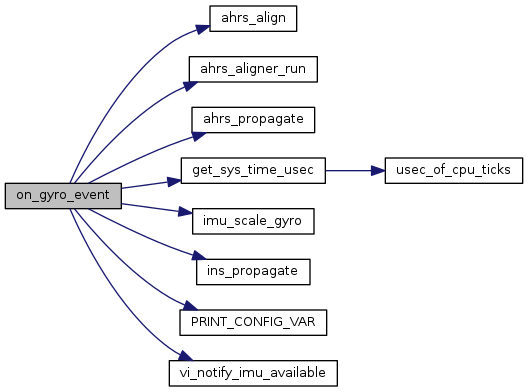 ahrs_align
ahrs_aligner_run
ahrs_propagate
get_sys_time_usec
usec_of_cpu_ticks
on_gyro_event
imu_scale_gyro
ins_propagate
PRINT_CONFIG_VAR
vi_notify_imu_available